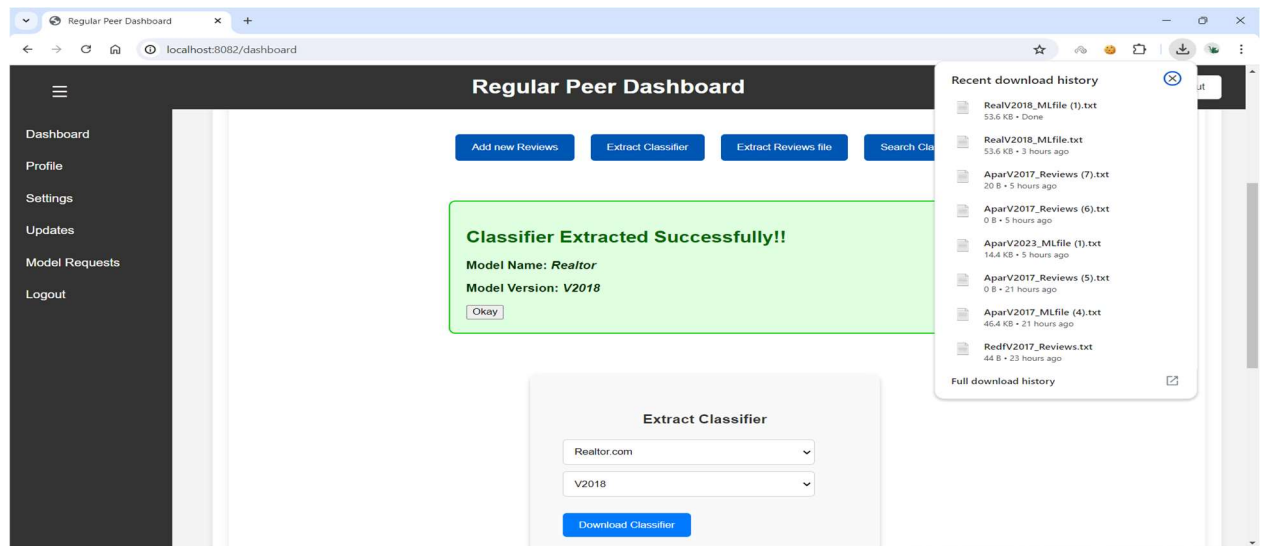 Regular Peer Dashboard
localhost:8082/dashboard
Regular Peer Dashboard
ut
Dashboard
Profile
Settings
Updates
Model Requests
Logout
Add new Reviews
Extract Classifier
Extract Reviews file
Search Cla
Classifier Extracted Successfully!!
Model Name: Realtor
Model Version: V2018
Okay
Extract Classifier
Realtor.com
V2018
Download Classifier
Recent download history
RealV2018_MLfile (1).txt
53.6 KB • Done
RealV2018_MLfile.txt
53.6 KB • 3 hours ago
AparV2017_Reviews (7).txt
20 B • 5 hours ago
AparV2017_Reviews (6).txt
0 B • 5 hours ago
AparV2023_MLfile (1).txt
14.4 KB • 5 hours ago
AparV2017_Reviews (5).txt
0 B • 21 hours ago
AparV2017_MLfile (4).txt
46.4 KB • 21 hours ago
RedfV2017_Reviews.txt
44 B • 23 hours ago
Full download history